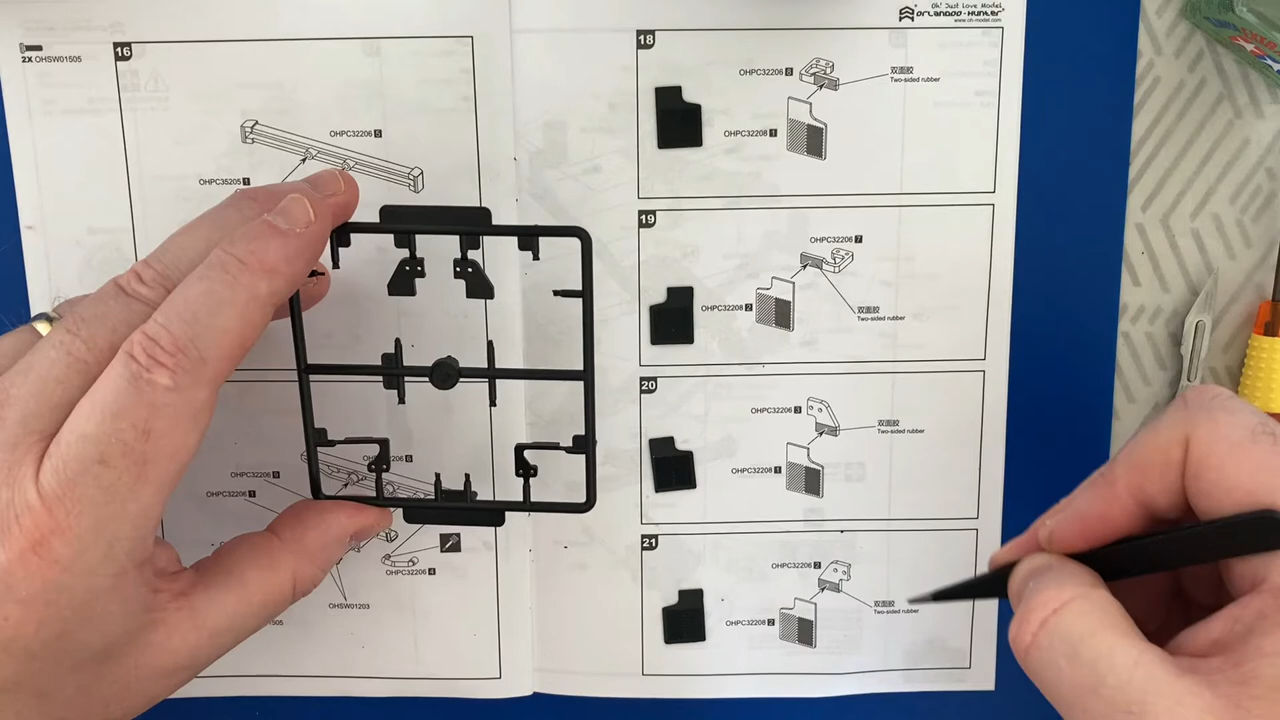 Oh! Just Love Model
ORLANDOO-HUNTER
www.oh-model.com
2X OHSW01505
16
OHPC32206 5
OHPC35205 1
OHPC32206 6
OHPC32206 9
OHPC32206 1
OHPC32206 4
OHSW01203
18
OHPC32206 8
双面胶
Two-sided rubber
OHPC32208 1
19
OHPC32206 7
OHPC32208 2
双面胶
Two-sided rubber
20
OHPC32206 3
双面胶
Two-sided rubber
OHPC32208 1
21
OHPC32206 2
双面胶
Two-sided rubber
OHPC32208 2